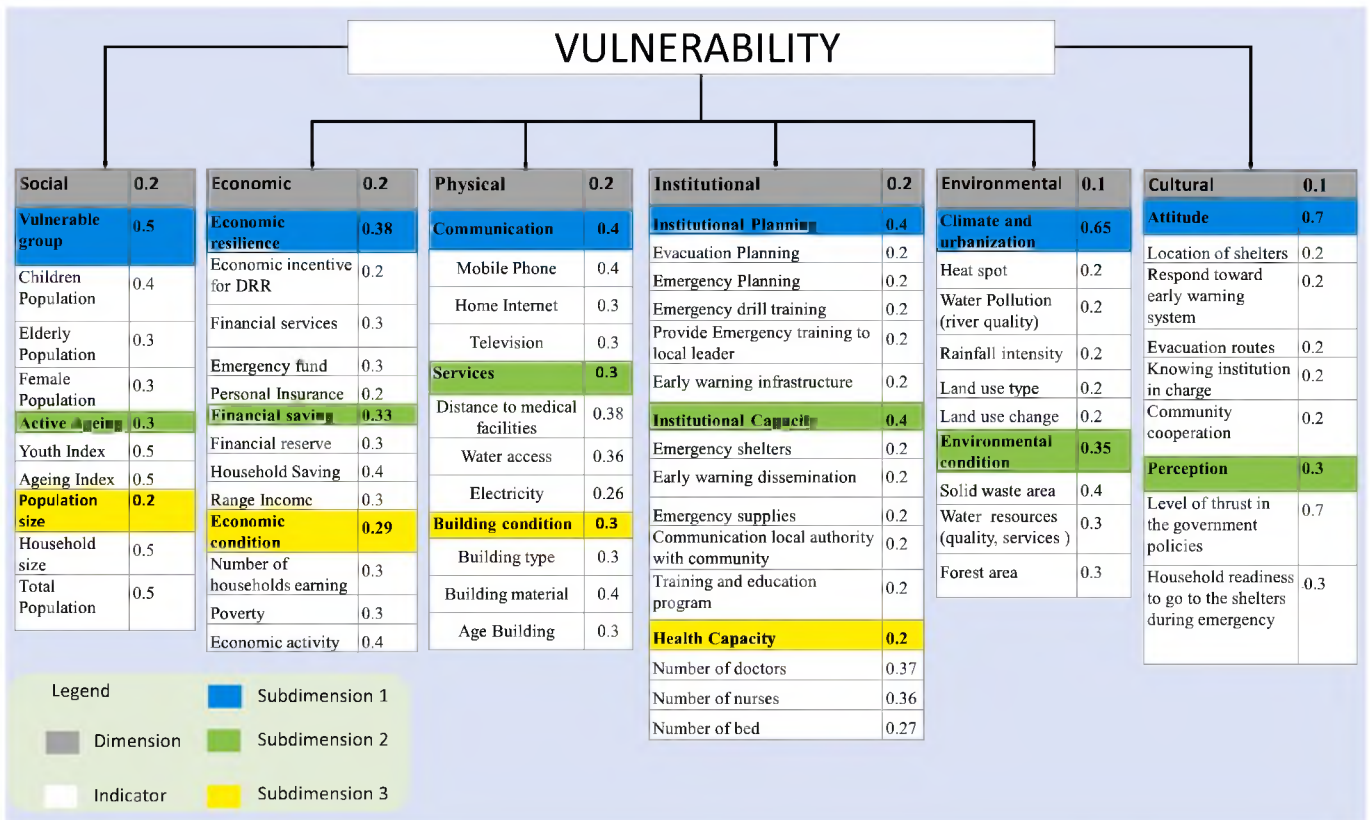 VULNERABILITY
Social 0.2
Vulnerable 0.5
group
Children 0.4
Population
Elderly 0.3
Population
Female 0.3
Population
Active 0.3
Youth Index 0.5
Ageing Index 0.5
Population 0.2
size
Household 0.5
size
Total 0.5
Population
Economic 0.2
Economic 0.38
resilience
Economic incentive 0.2
for DRR
Financial services 0.3
Emergency fund 0.3
Personal Insurance 0.2
Financial saving 0.33
Financial reserve 0.3
Household Saving 0.4
Range Income 0.3
Economic 0.29
condition
Number of 0.3
households earning
Poverty 0.3
Economic activity 0.4
Physical 0.2
Communication 0.4
Mobile Phone 0.4
Home Internet 0.3
Television 0.3
Services 0.3
Distance to medical 0.38
facilities
Water access 0.36
Electricity 0.26
Building condition 0.3
Building type 0.3
Building material 0.4
Age Building 0.3
Institutional 0.2
Institutional Planning 0.4
Evacuation Planning 0.2
Emergency Planning 0.2
Emergency drill training 0.2
Provide Emergency training to 0.2
local leader
Early warning infrastructure 0.2
Institutional 0.4
Emergency shelters 0.2
Early warning dissemination 0.2
Emergency supplies 0.2
Communication local authority 0.2
with community
Training and education 0.2
program
Health Capacity 0.2
Number of doctors 0.37
Number of nurses 0.36
Number of bed 0.27
Environmental 0.1
Climate and 0.65
urbanization
Heat spot 0.2
Water Pollution 0.2
(river quality)
Rainfall intensity 0.2
Land use type 0.2
Land use change 0.2
Environmental 0.35
condition
Solid waste area 0.4
Water resources 0.3
(quality, services )
Forest area 0.3
Cultural 0.1
Attitude 0.7
Location of shelters 0.2
Respond toward 0.2
early warning
system
Evacuation routes 0.2
Knowing institution 0.2
in charge
Community 0.2
cooperation
Perception 0.3
Level of thrust in 0.7
the government
policies
Household readiness 0.3
to go to the shelters
during emergency
Legend
Dimension
Indicator
Subdimension 1
Subdimension 2
Subdimension 3